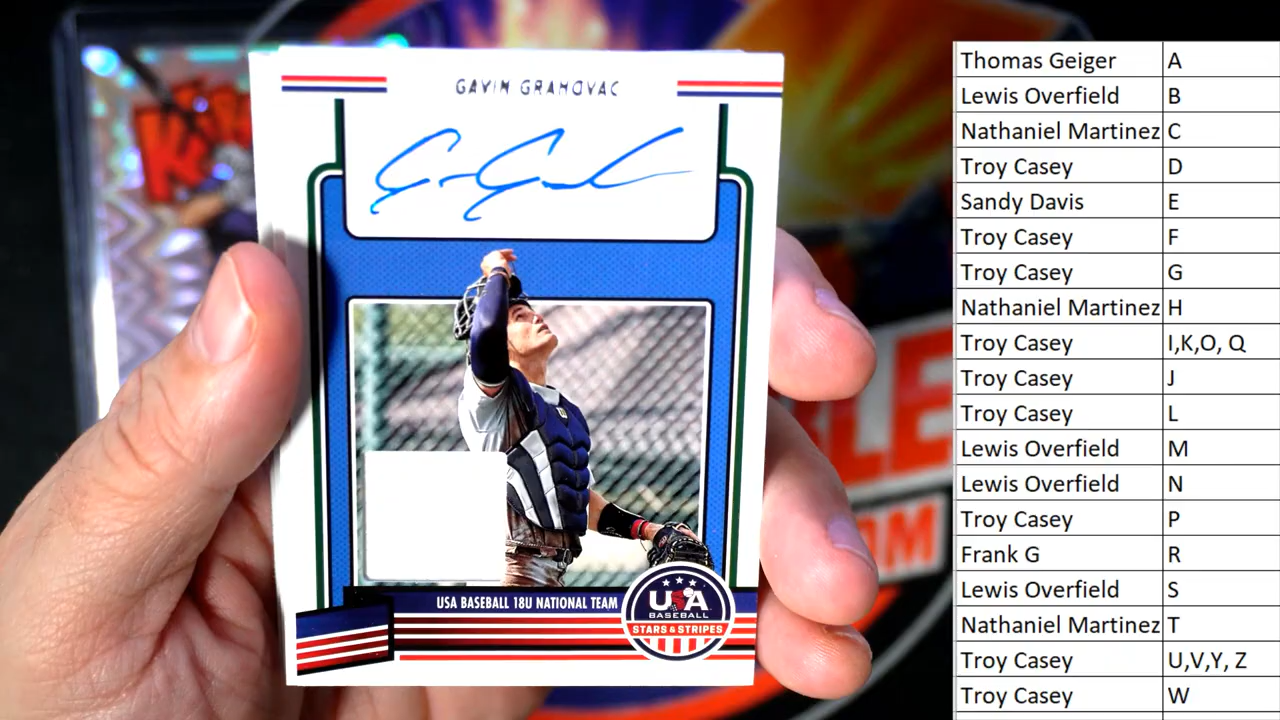 GAVIN GRAHOVAC
USA BASEBALL 18U NATIONAL TEAM
USA
BASEBALL
STARS & STRIPES
Thomas Geiger A
Lewis Overfield B
Nathaniel Martinez C
Troy Casey D
Sandy Davis E
Troy Casey F
Troy Casey G
Nathaniel Martinez H
Troy Casey I,K,O, Q
Troy Casey J
Troy Casey L
Lewis Overfield M
Lewis Overfield N
Troy Casey P
Frank G R
Lewis Overfield S
Nathaniel Martinez T
Troy Casey U,V,Y, Z
Troy Casey W